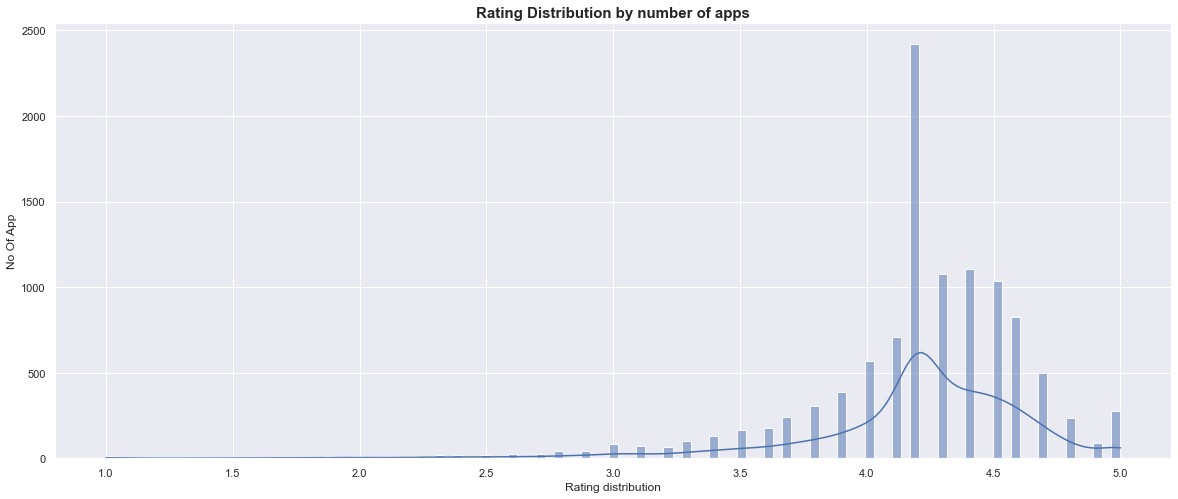 Rating Distribution by number of apps
2500
2000
1500
1000
500
0
No Of App
1.0 1.5 2.0 2.5 3.0 3.5 4.0 4.5 5.0
Rating distribution